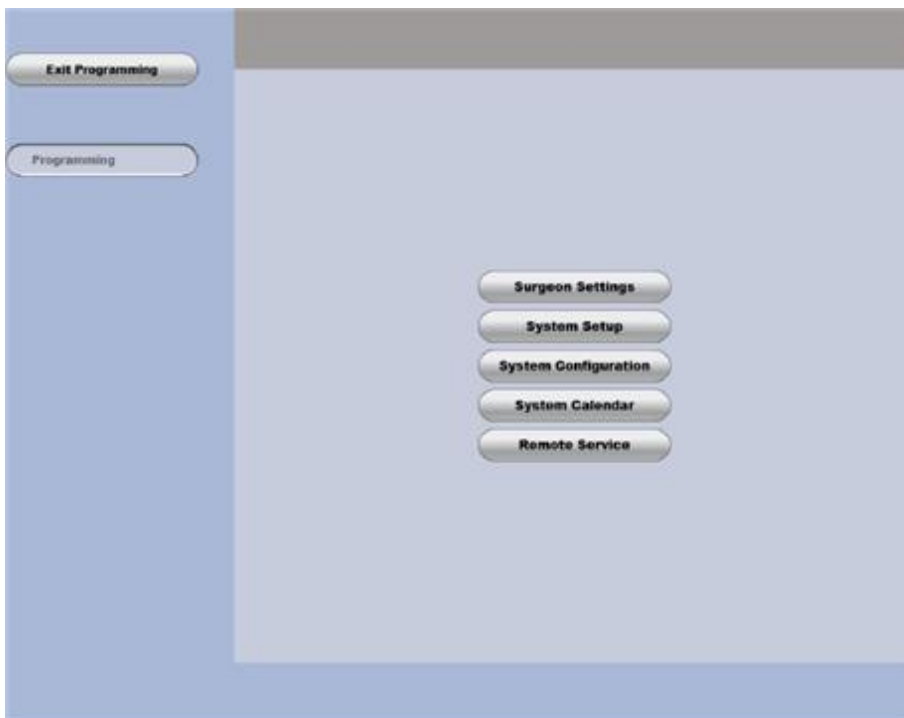 Exit Programming
Programming
Surgeon Settings
System Setup
System Configuration
System Calendar
Remote Service